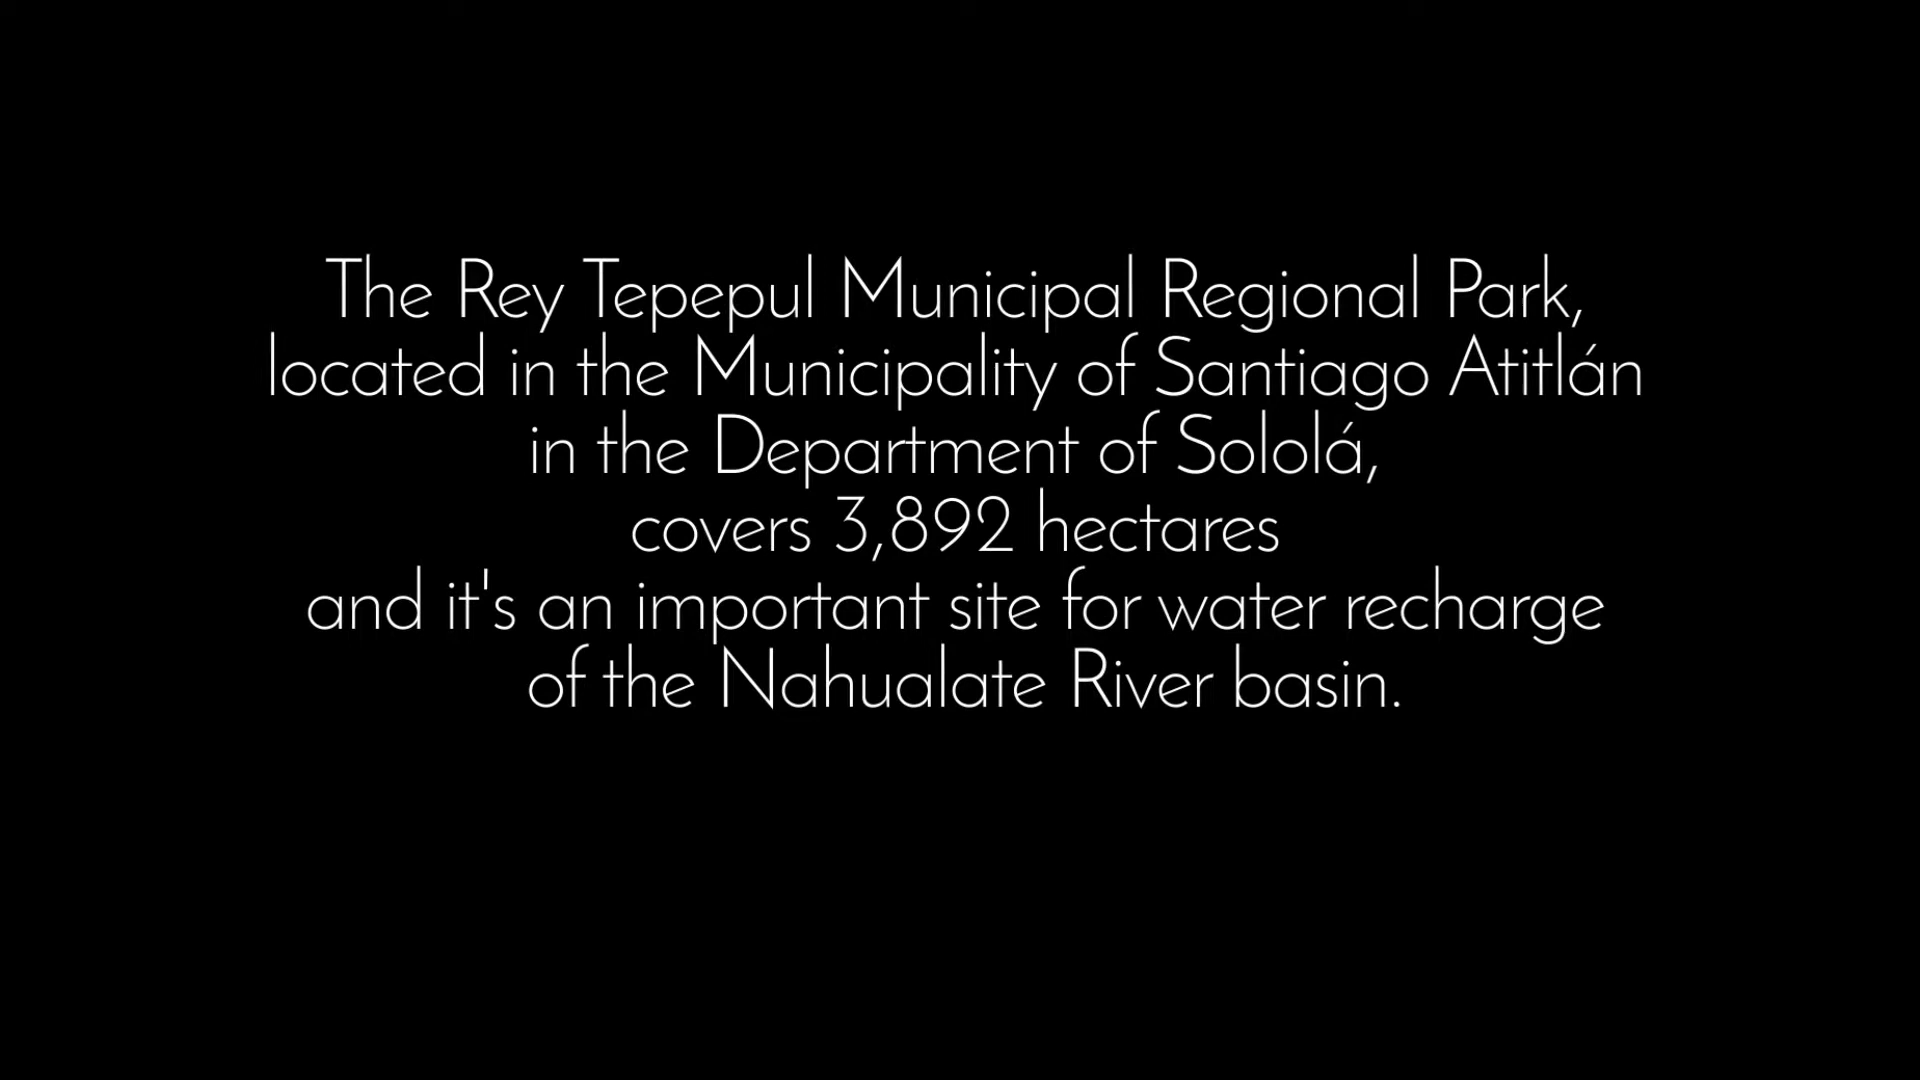 The Rey Tepepul Municipal Regional Park,
located in the Municipality of Santiago Atitlán
in the Department of Sololá,
covers 3,892 hectares
and it's an important site for water recharge
of the Nahualate River basin.